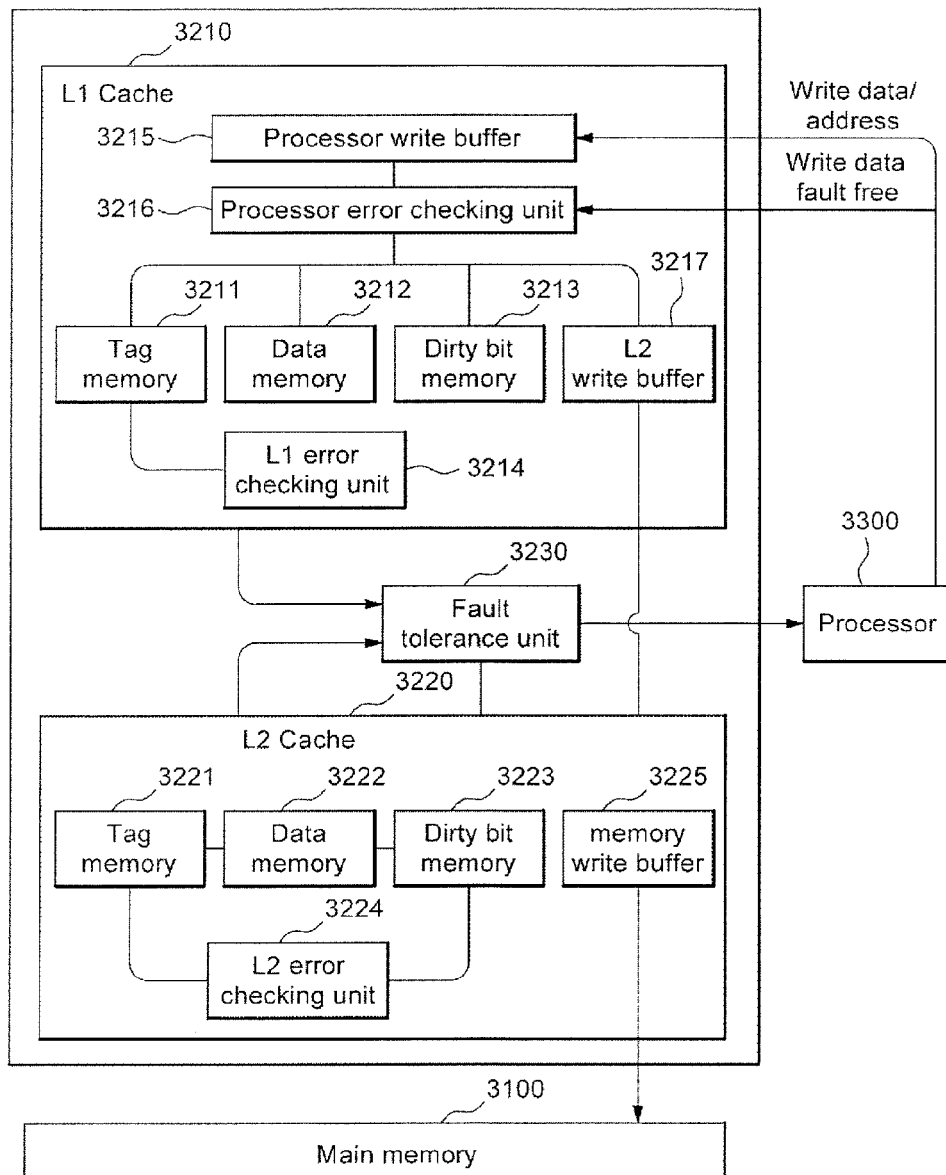 3210
L1 Cache
Write data/
address
3215
Processor write buffer
Write data
fault free
3216
Processor error checking unit
3217
3211
3212
3213
Tag
memory
Data
memory
Dirty bit
memory
L2
write buffer
L1 error
checking unit
3214
3230
3300
Fault
tolerance unit
Processor
3220
L2 Cache
3221
3222
3223
3225
Tag
memory
Data
memory
Dirty bit
memory
memory
write buffer
3224
L2 error
checking unit
3100
Main memory